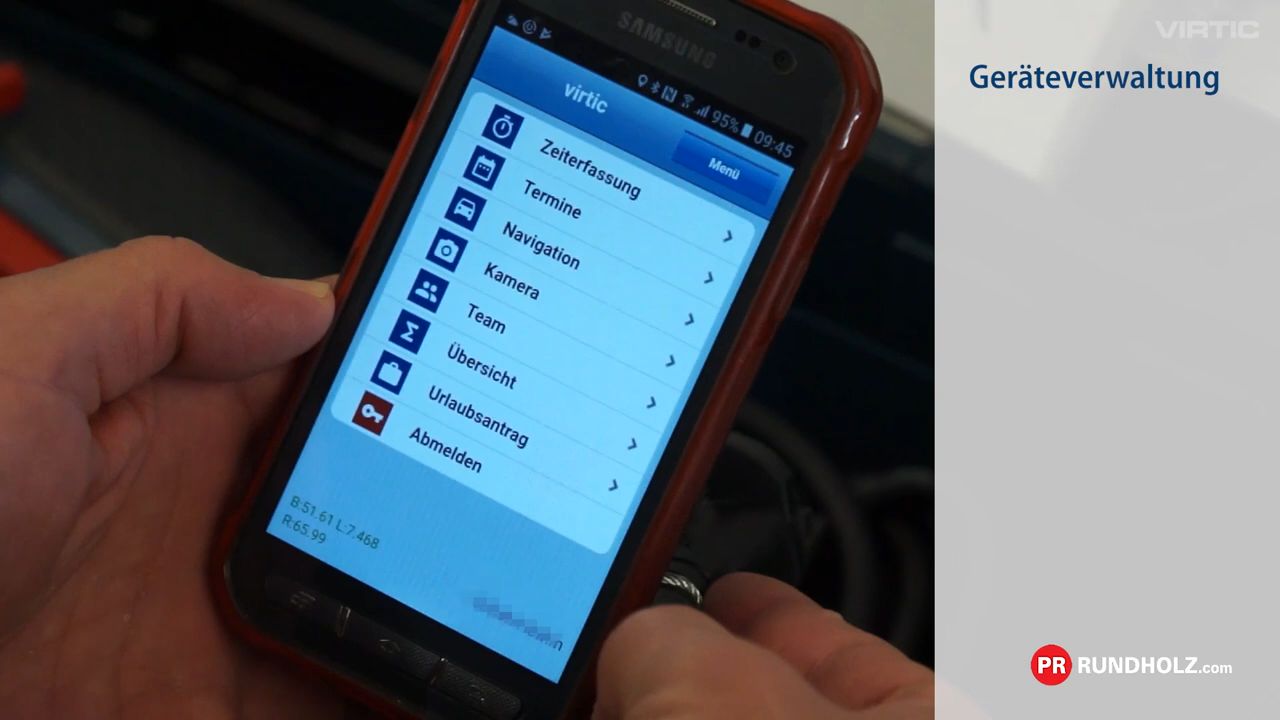 SAMSUNG
95% 09:45
virtic
Menü
Zeiterfassung
Termine
Navigation
Kamera
Team
Übersicht
Urlaubsantrag
Abmelden
B:51.61 L:7.468
R:65.99
VIRTIC
Geräteverwaltung
PR RUNDHOLZ.com